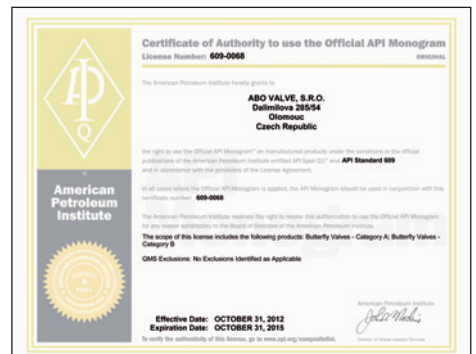 Certificate of Authority to use the Official API Monogram
License Number: 609-0068
ORIGINAL
The American Petroleum Institute hereby grants to
ABO VALVE, S.R.O.
Dalimilova 285/54
Olomouc
Czech Republic
the right to use the Official API Monogram® on manufactured products under the conditions in the official
publications of the American Petroleum Institute entitled API Spec Q1® and API Standard 609
and in accordance with the provisions of the License Agreement.
American
Petroleum
Institute
In all cases where the Official API Monogram is applied, the API Monogram should be used in conjunction with this
certificate number: 609-0068
The American Petroleum Institute reserves the right to revoke this authorization to use the Official API Monogram
for any reason satisfactory to the Board of Directors of the American Petroleum Institute.
The scope of this license includes the following products: Butterfly Valves - Category A; Butterfly Valves -
Category B
QMS Exclusions: No Exclusions Identified as Applicable
Effective Date: OCTOBER 31, 2012
Expiration Date: OCTOBER 31, 2015
To verify the authenticity of this license, go to www.api.org/compositelist.
American Petroleum Institute
Director of Global Industry Services